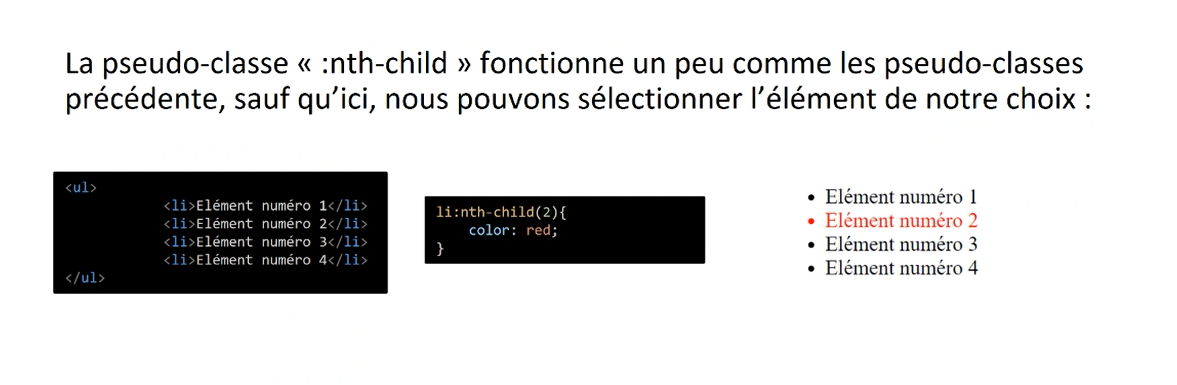 La pseudo-classe « :nth-child » fonctionne un peu comme les pseudo-classes
précédente, sauf qu’ici, nous pouvons sélectionner l’élément de notre choix :
<ul>
<li>Elément numéro 1</li>
<li>Elément numéro 2</li>
<li>Elément numéro 3</li>
<li>Elément numéro 4</li>
</ul>
li:nth-child(2){
color: red;
}
• Elément numéro 1
• Elément numéro 2
• Elément numéro 3
• Elément numéro 4